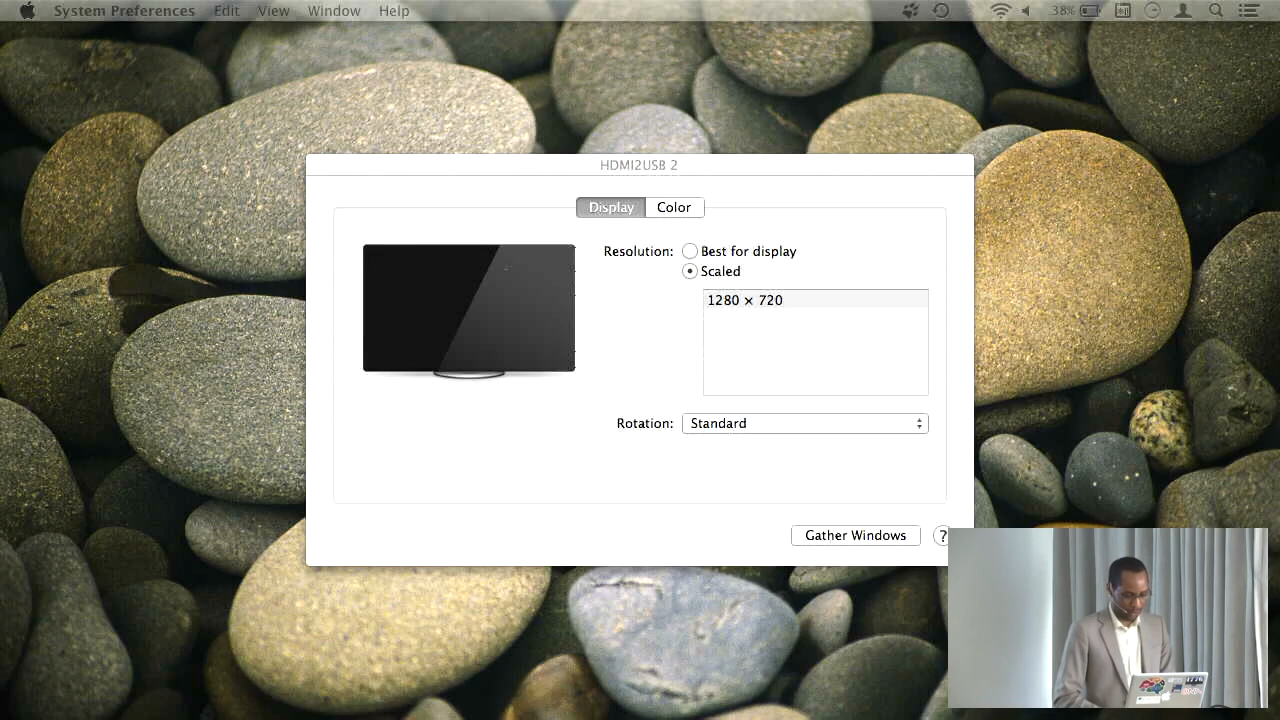 System Preferences Edit View Window Help 38%
HDMI2USB 2
Display Color
Resolution: Best for display
Scaled
1280 × 720
Rotation: Standard
Gather Windows ?
1776